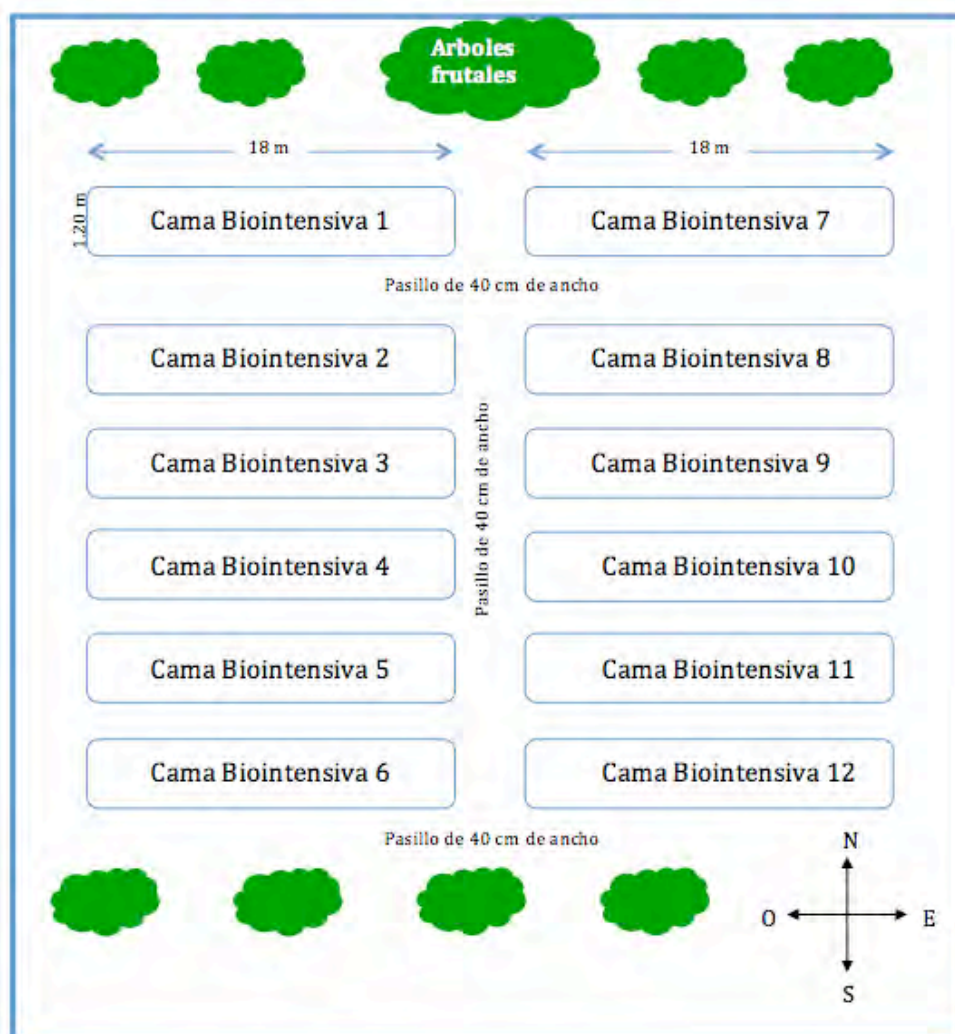 Arboles
frutales
18 m
18 m
1.20 m
Cama Biointensiva 1
Cama Biointensiva 7
Pasillo de 40 cm de ancho
Cama Biointensiva 2
Cama Biointensiva 8
Pasillo de 40 cm de ancho
Cama Biointensiva 3
Cama Biointensiva 9
Cama Biointensiva 4
Cama Biointensiva 10
Cama Biointensiva 5
Cama Biointensiva 11
Cama Biointensiva 6
Cama Biointensiva 12
Pasillo de 40 cm de ancho
N
O
E
S